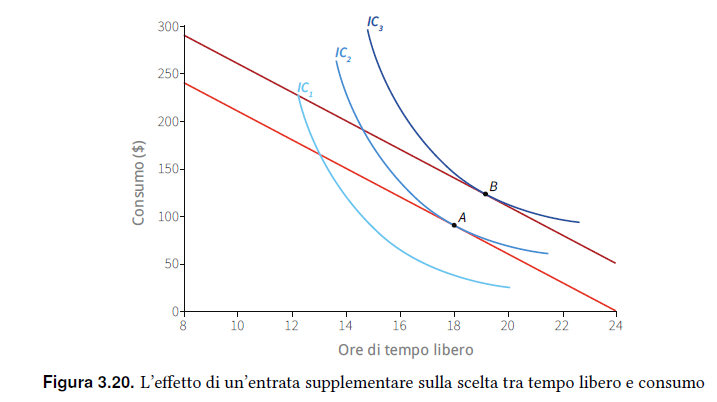 IC3
300
IC2
250
IC1
200
150
B
100
A
50
0
8 10 12 14 16 18 20 22 24
Consumo ($)
Ore di tempo libero
Figura 3.20. L’effetto di un’entrata supplementare sulla scelta tra tempo libero e consumo